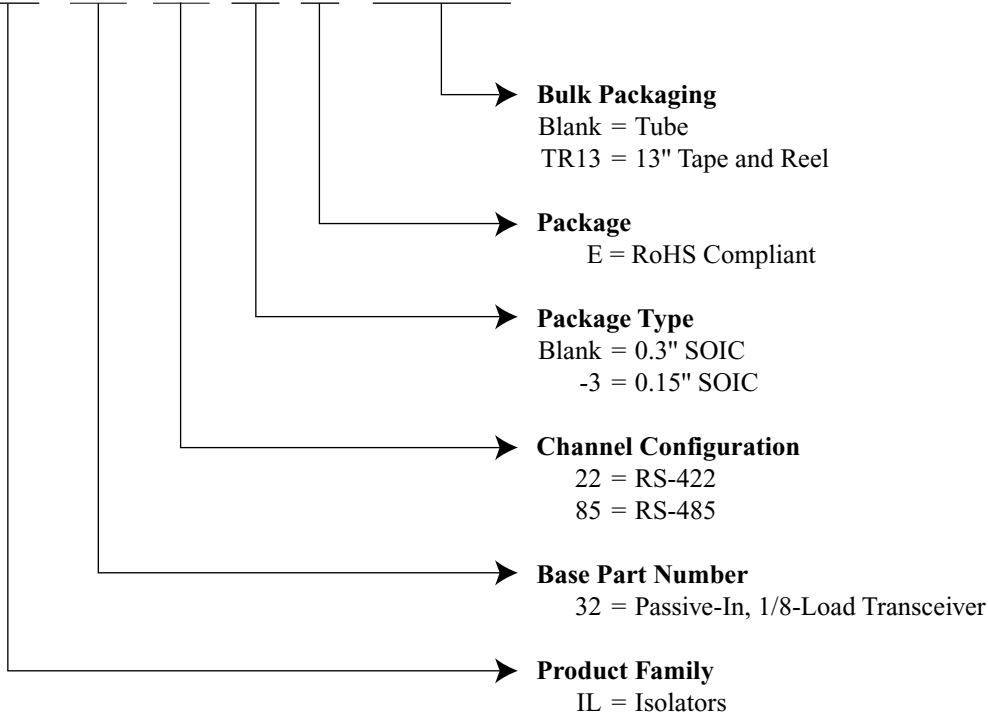 Bulk Packaging
Blank = Tube
TR13 = 13" Tape and Reel
Package
E = RoHS Compliant
Package Type
Blank = 0.3" SOIC
-3 = 0.15" SOIC
Channel Configuration
22 = RS-422
85 = RS-485
Base Part Number
32 = Passive-In, 1/8-Load Transceiver
Product Family
IL = Isolators